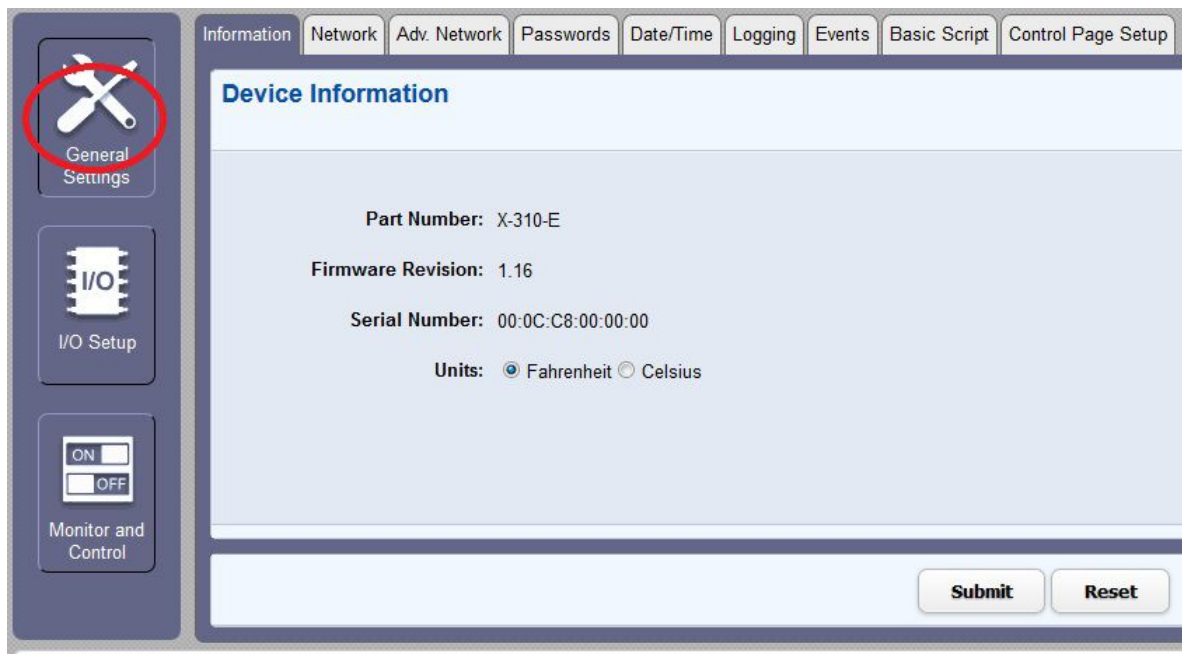 Information Network Adv. Network Passwords Date/Time Logging Events Basic Script Control Page Setup
General
Settings
I/O
I/O Setup
ON
OFF
Monitor and
Control
Device Information
Part Number: X-310-E
Firmware Revision: 1.16
Serial Number: 00:0C:C8:00:00:00
Units: Fahrenheit Celsius
Submit Reset